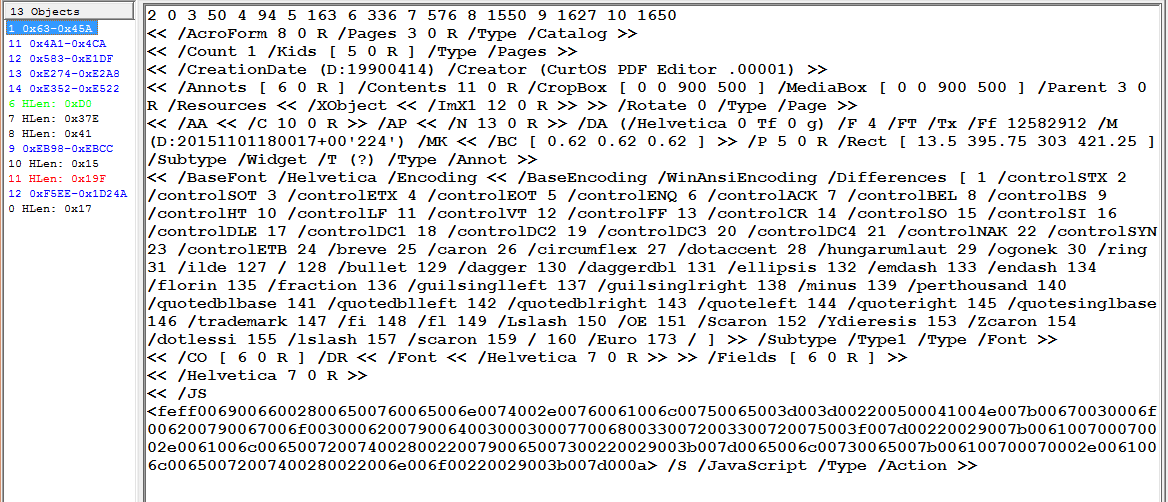 13 Objects
1 0x63-0x45A
11 0x4A1-0x4CA
12 0x583-0xE1DF
13 0xE274-0xE2A8
14 0xE352-0xE522
6 HLen: 0xD0
7 HLen: 0x37E
8 HLen: 0x41
9 0xEB98-0xEBCC
10 HLen: 0x15
11 HLen: 0x19F
12 0xF5EE-0x1D24A
0 HLen: 0x17
2 0 3 50 4 94 5 163 6 336 7 576 8 1550 9 1627 10 1650
<< /AcroForm 8 0 R /Pages 3 0 R /Type /Catalog >>
<< /Count 1 /Kids [ 5 0 R ] /Type /Pages >>
<< /CreationDate (D:19900414) /Creator (CurtOS PDF Editor .00001) >>
<< /Annots [ 6 0 R ] /Contents 11 0 R /CropBox [ 0 0 900 500 ] /MediaBox [ 0 0 900 500 ] /Parent 3 0
R /Resources << /XObject << /ImX1 12 0 R >> >> /Rotate 0 /Type /Page >>
<< /AA << /C 10 0 R >> /AP << /N 13 0 R >> /DA (/Helvetica 0 Tf 0 g) /F 4 /FT /Tx /Ff 12582912 /M
(D:20151101180017+00'224') /MK << /BC [ 0.62 0.62 0.62 ] >> /P 5 0 R /Rect [ 13.5 395.75 303 421.25 ]
/Subtype /Widget /T (?) /Type /Annot >>
<< /BaseFont /Helvetica /Encoding << /BaseEncoding /WinAnsiEncoding /Differences [ 1 /controlSTX 2
/controlSOT 3 /controlETX 4 /controlEOT 5 /controlENQ 6 /controlACK 7 /controlBEL 8 /controlBS 9
/controlHT 10 /controlLF 11 /controlVT 12 /controlFF 13 /controlCR 14 /controlSO 15 /controlSI 16
/controlDLE 17 /controlDC1 18 /controlDC2 19 /controlDC3 20 /controlDC4 21 /controlNAK 22 /controlSYN
23 /controlETB 24 /breve 25 /caron 26 /circumflex 27 /dotaccent 28 /hungarumlaut 29 /ogonek 30 /ring
31 /ilde 127 / 128 /bullet 129 /dagger 130 /daggerdbl 131 /ellipsis 132 /emdash 133 /endash 134
/florin 135 /fraction 136 /guilsinglleft 137 /guilsinglright 138 /minus 139 /perthousand 140
/quotedblbase 141 /quotedblleft 142 /quotedblright 143 /quoteleft 144 /quoteright 145 /quotesinglbase
146 /trademark 147 /fi 148 /fl 149 /Lslash 150 /OE 151 /Scaron 152 /Ydieresis 153 /Zcaron 154
/dotlessi 155 /lslash 157 /scaron 159 / 160 /Euro 173 / ] >> /Subtype /Type1 /Type /Font >>
<< /CO [ 6 0 R ] /DR << /Font << /Helvetica 7 0 R >> >> /Fields [ 6 0 R ] >>
<< /Helvetica 7 0 R >>
<< /JS
<feff006900660028006500760065006e0074002e00760061006c00750065003d003d002200500041004e007b00670030006f
006200790067006f00300062007900640030003000770068003300720033007200750​03f007d00220029007b006100700070
002e0061006c0065007200740028002200790065007300220029003b007d0065006c00730065007b006100700070002e006100
6c00650072007400280022006e006f00220029003b007d000a> /S /JavaScript /Type /Action >>